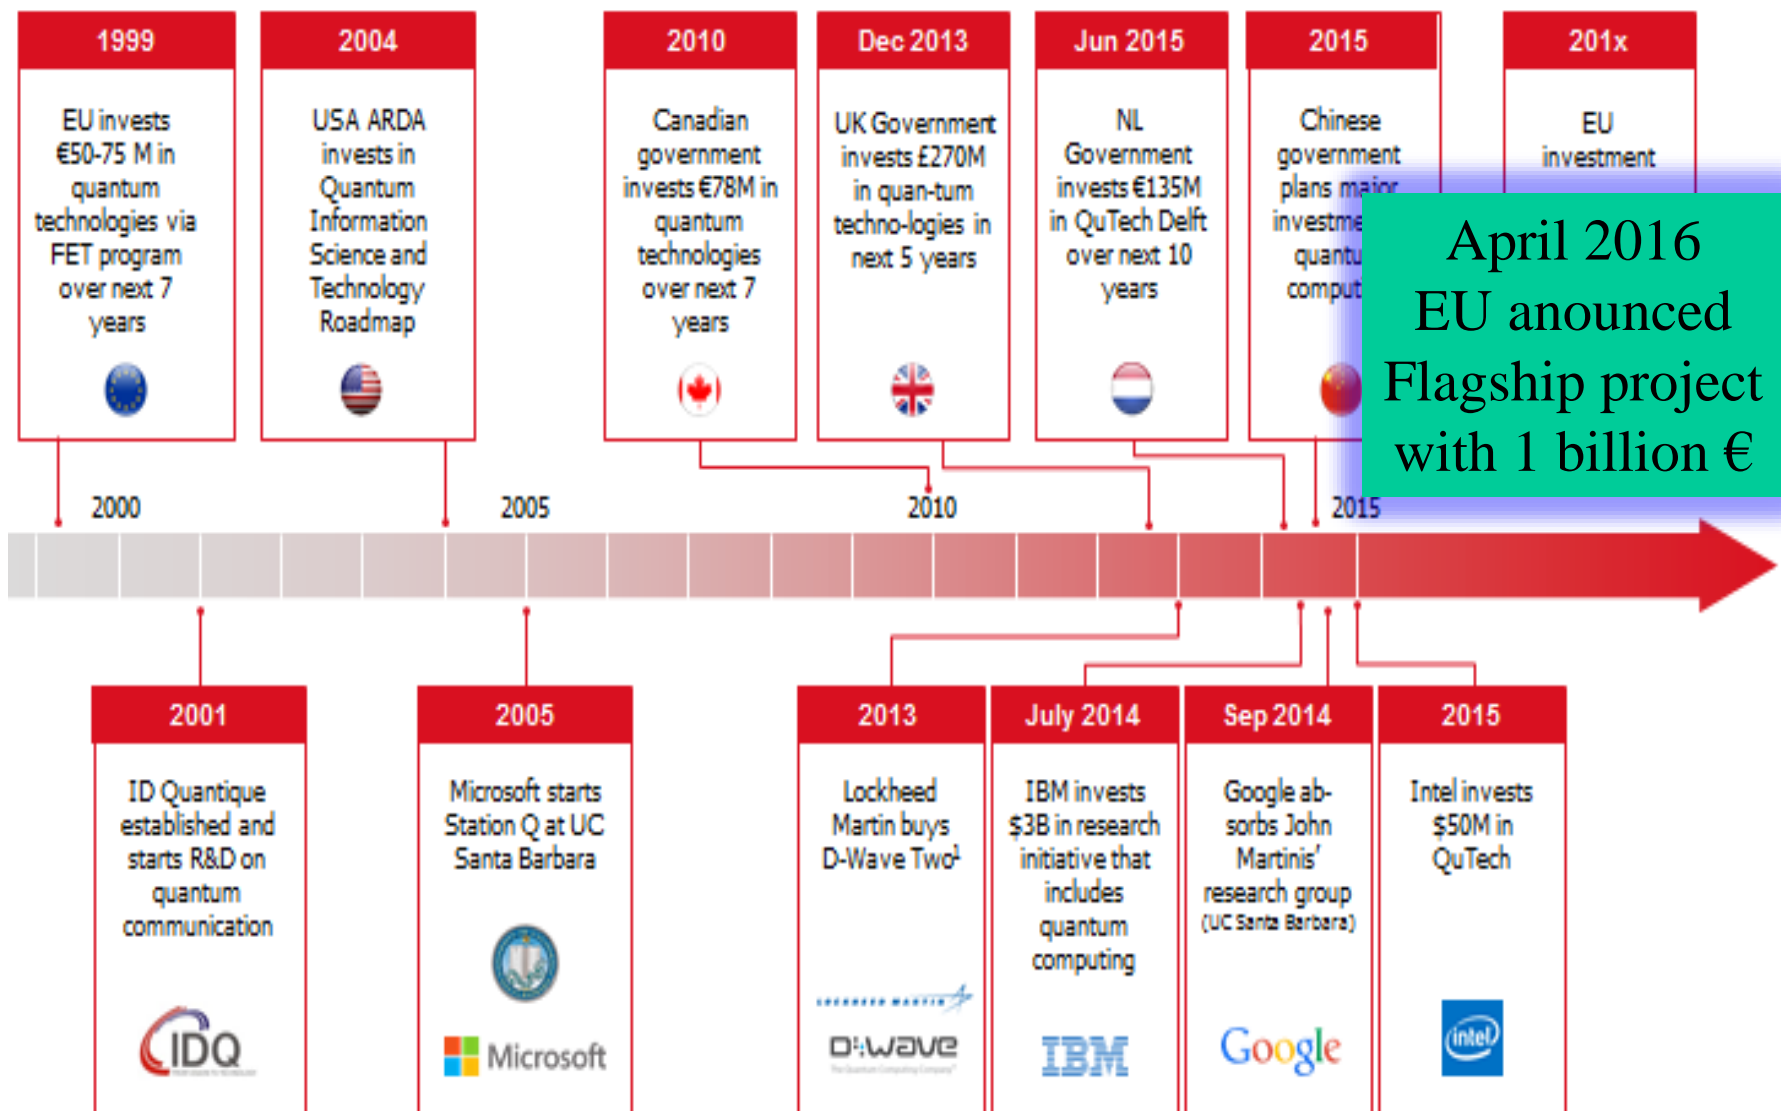 1999
EU invests
€50-75 M in
quantum
technologies via
FET program
over next 7
years
2004
USA ARDA
invests in
Quantum
Information
Science and
Technology
Roadmap
2010
Canadian
government
invests €78M in
quantum
technologies
over next 7
years
Dec 2013
UK Government
invests £270M
in quan-tum
techno-logies in
next 5 years
Jun 2015
NL
Government
invests €135M
in QuTech Delft
over next 10
years
2015
Chinese
government
plans major
201x
EU
investment
April 2016
EU anounced
Flagship project
with 1 billion €
2000
2005
2010
2015
2001
ID Quantique
established and
starts R&D on
quantum
communication
IDQ
2005
Microsoft starts
Station Q at UC
Santa Barbara
Microsoft
2013
Lockheed
Martin buys
D-Wave Two¹
LOCKHEED MARTIN
D:WAVE
The Quantum Computing Company™
July 2014
IBM invests
$3B in research
initiative that
includes
quantum
computing
IBM
Sep 2014
Google ab-
sorbs John
Martinis’
research group
(UC Santa Barbara)
Google
2015
Intel invests
$50M in
QuTech
intel